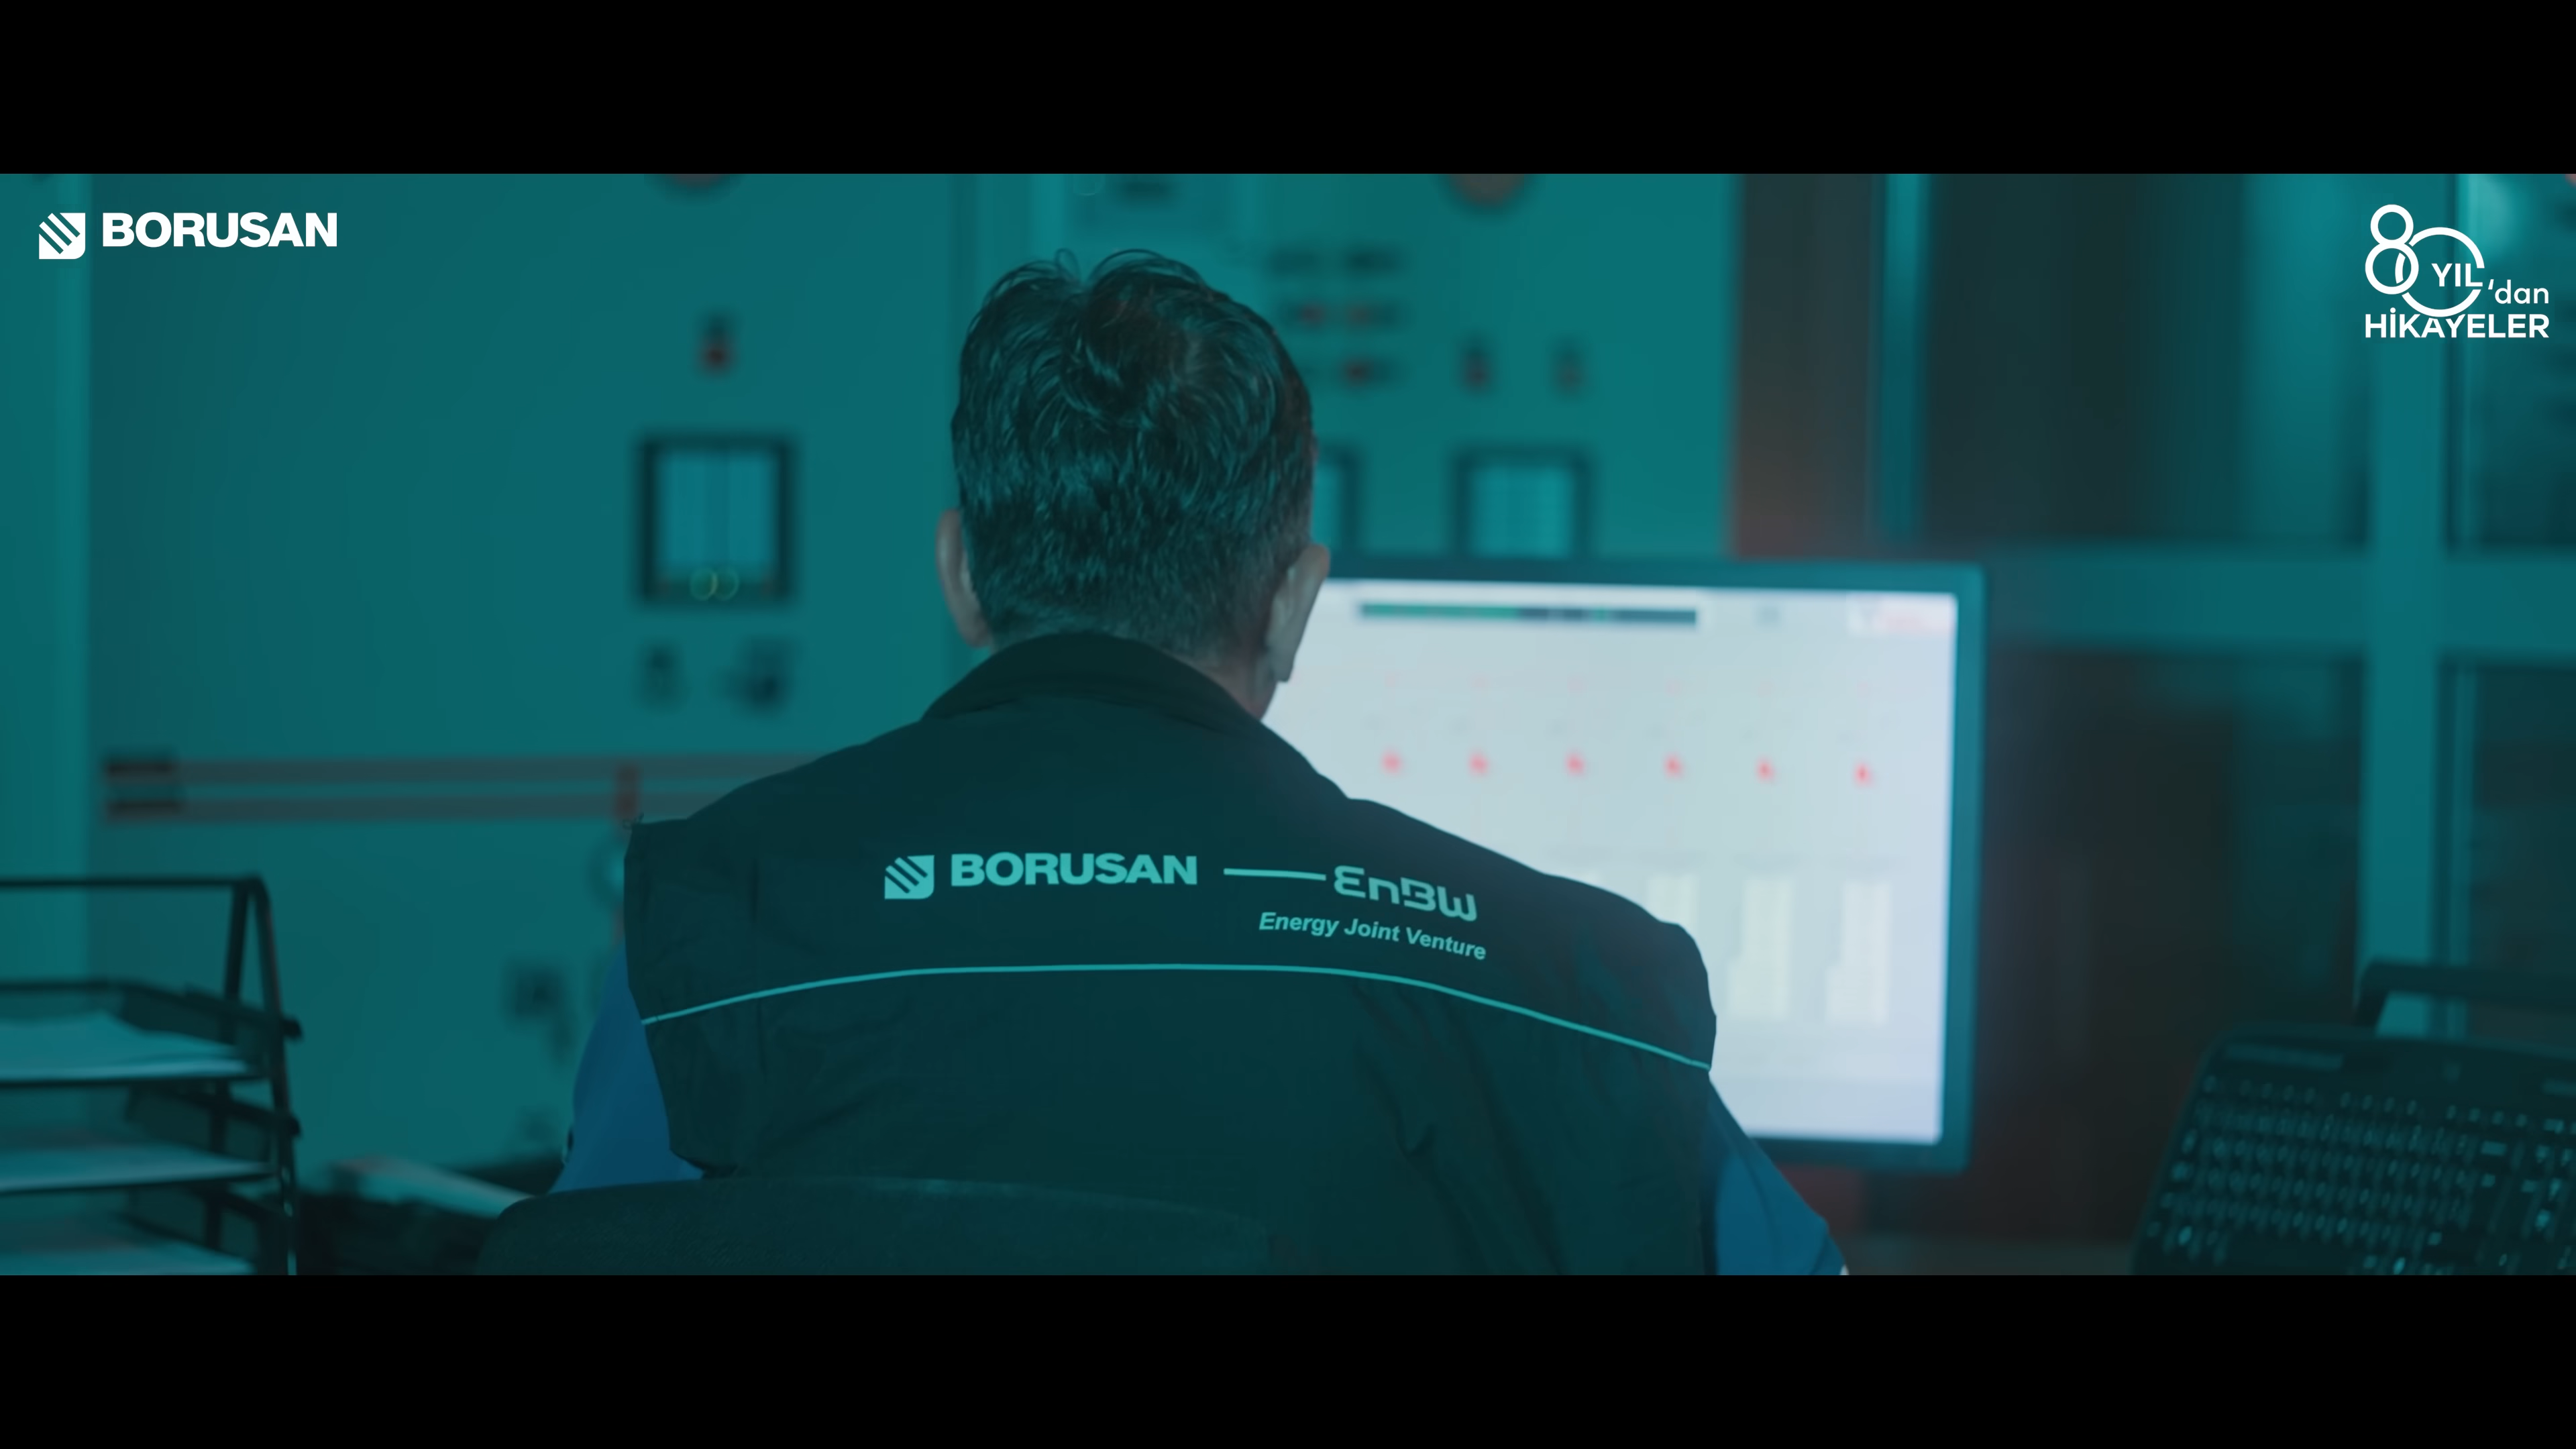 BORUSAN
80 YIL'dan
HİKAYELER
BORUSAN EnBW
Energy Joint Venture